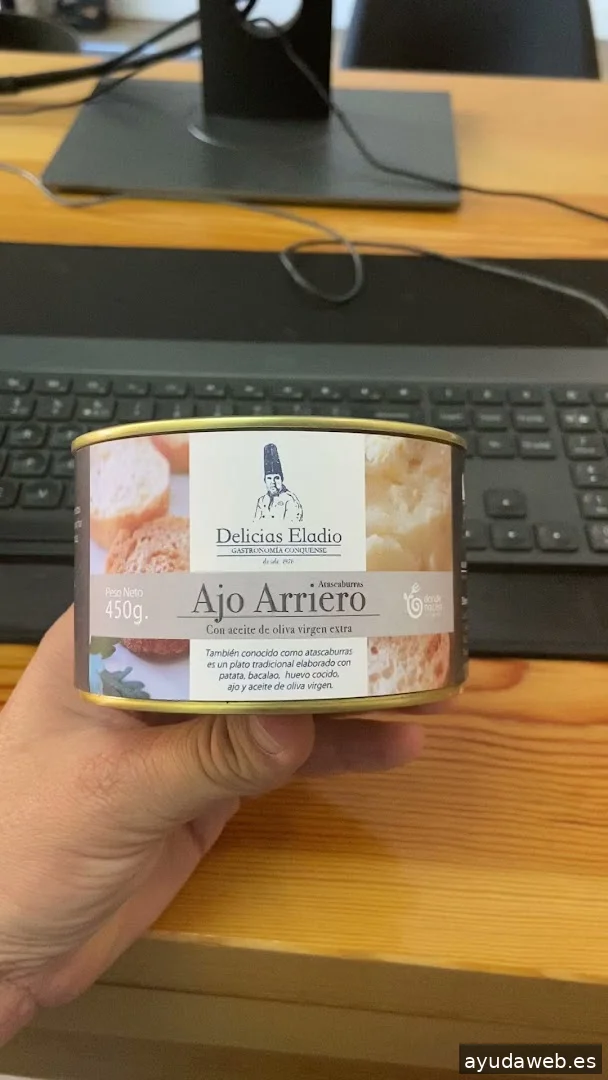 Delicias Eladio
GASTRONOMÍA CONQUENSE
desde 1976
Atascaburras
Peso Neto
450g.
Ajo Arriero
Con aceite de oliva virgen extra
También conocido como atascaburras
es un plato tradicional elaborado con
patata, bacalao, huevo cocido,
ajo y aceite de oliva virgen.
ayudaweb.es